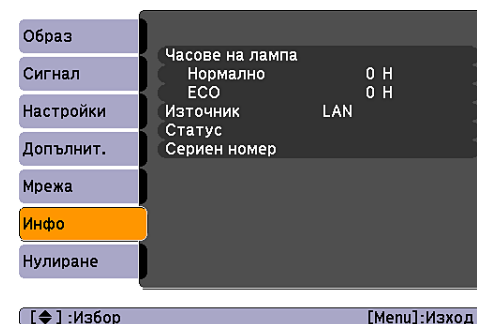 Образ
Сигнал
Настройки
Допълнит.
Мрежа
Инфо
Нулиране
Часове на лампа
Нормално 0 H
ECO 0 H
Източник LAN
Статус
Сериен номер
[◆] :Избор [Menu]:Изход